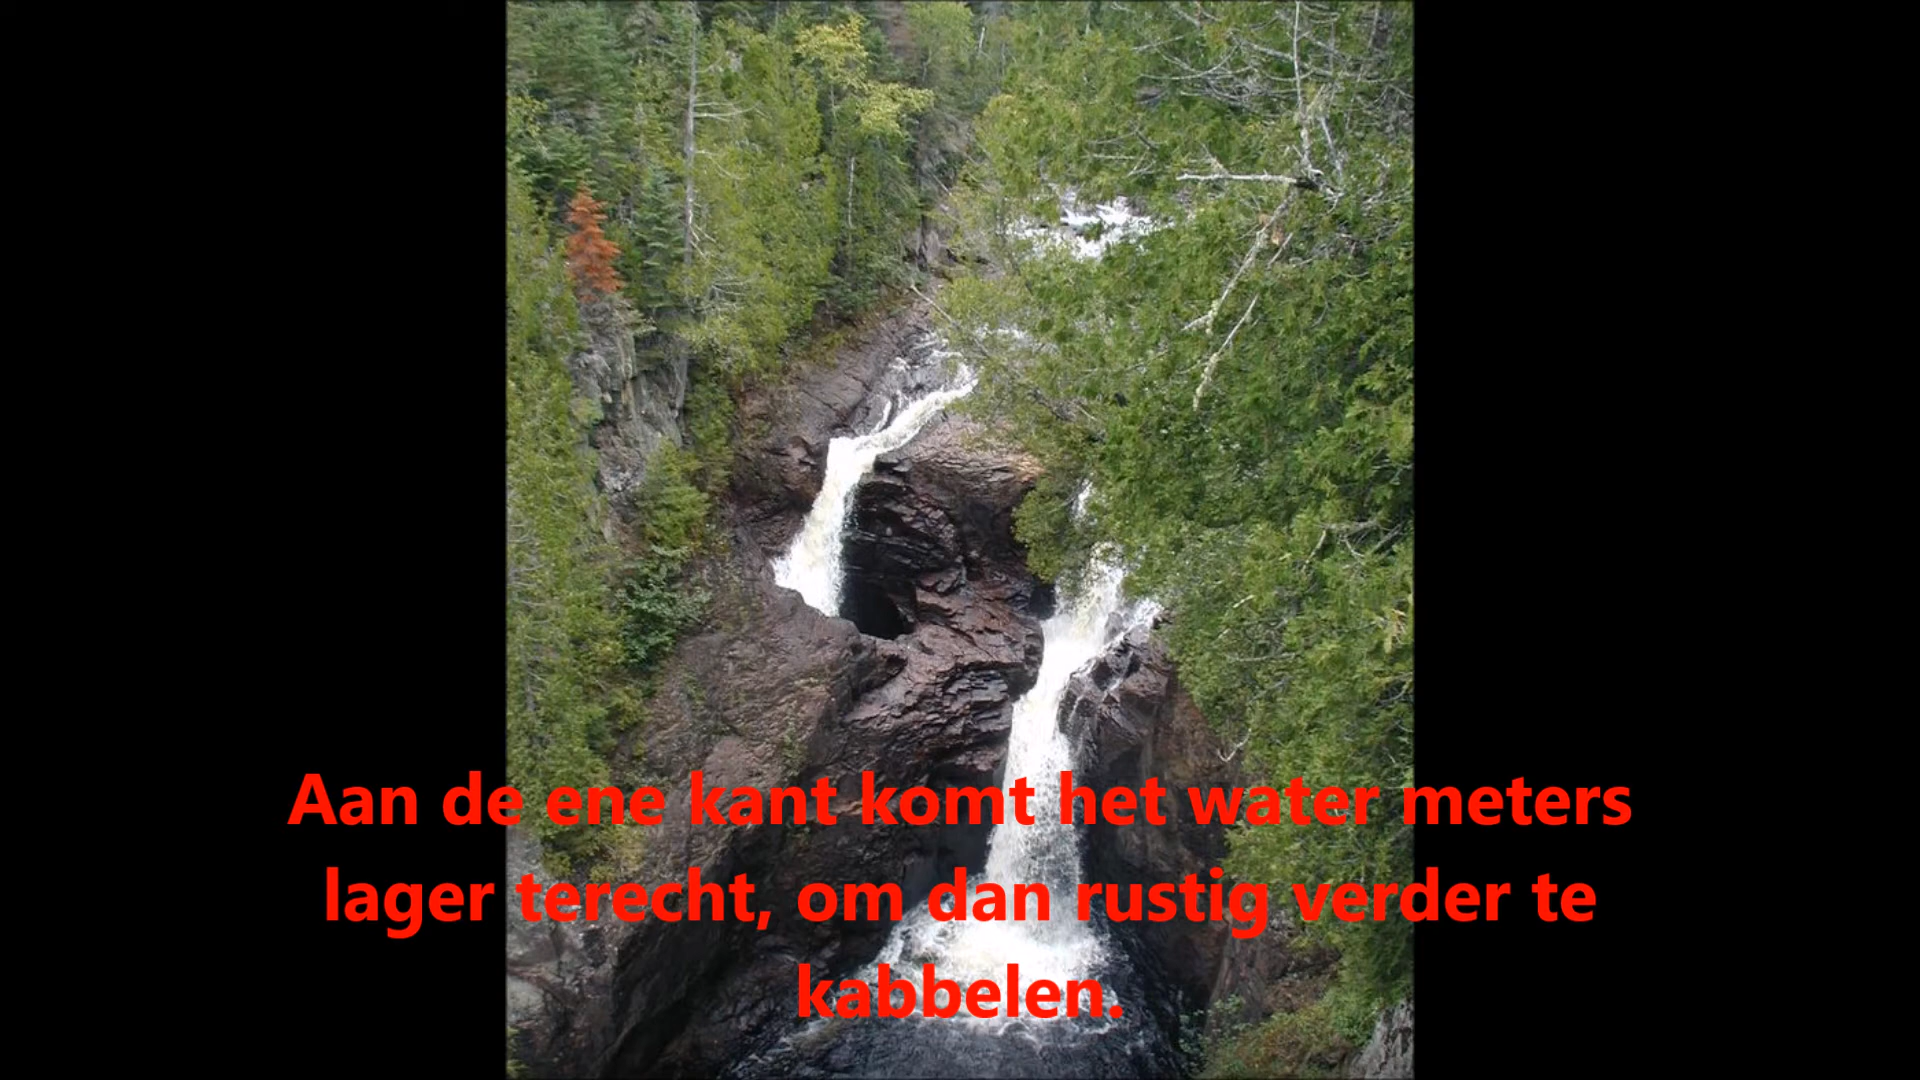 Aan de ene kant komt het water meters
lager terecht, om dan rustig verder te
kabbelen.